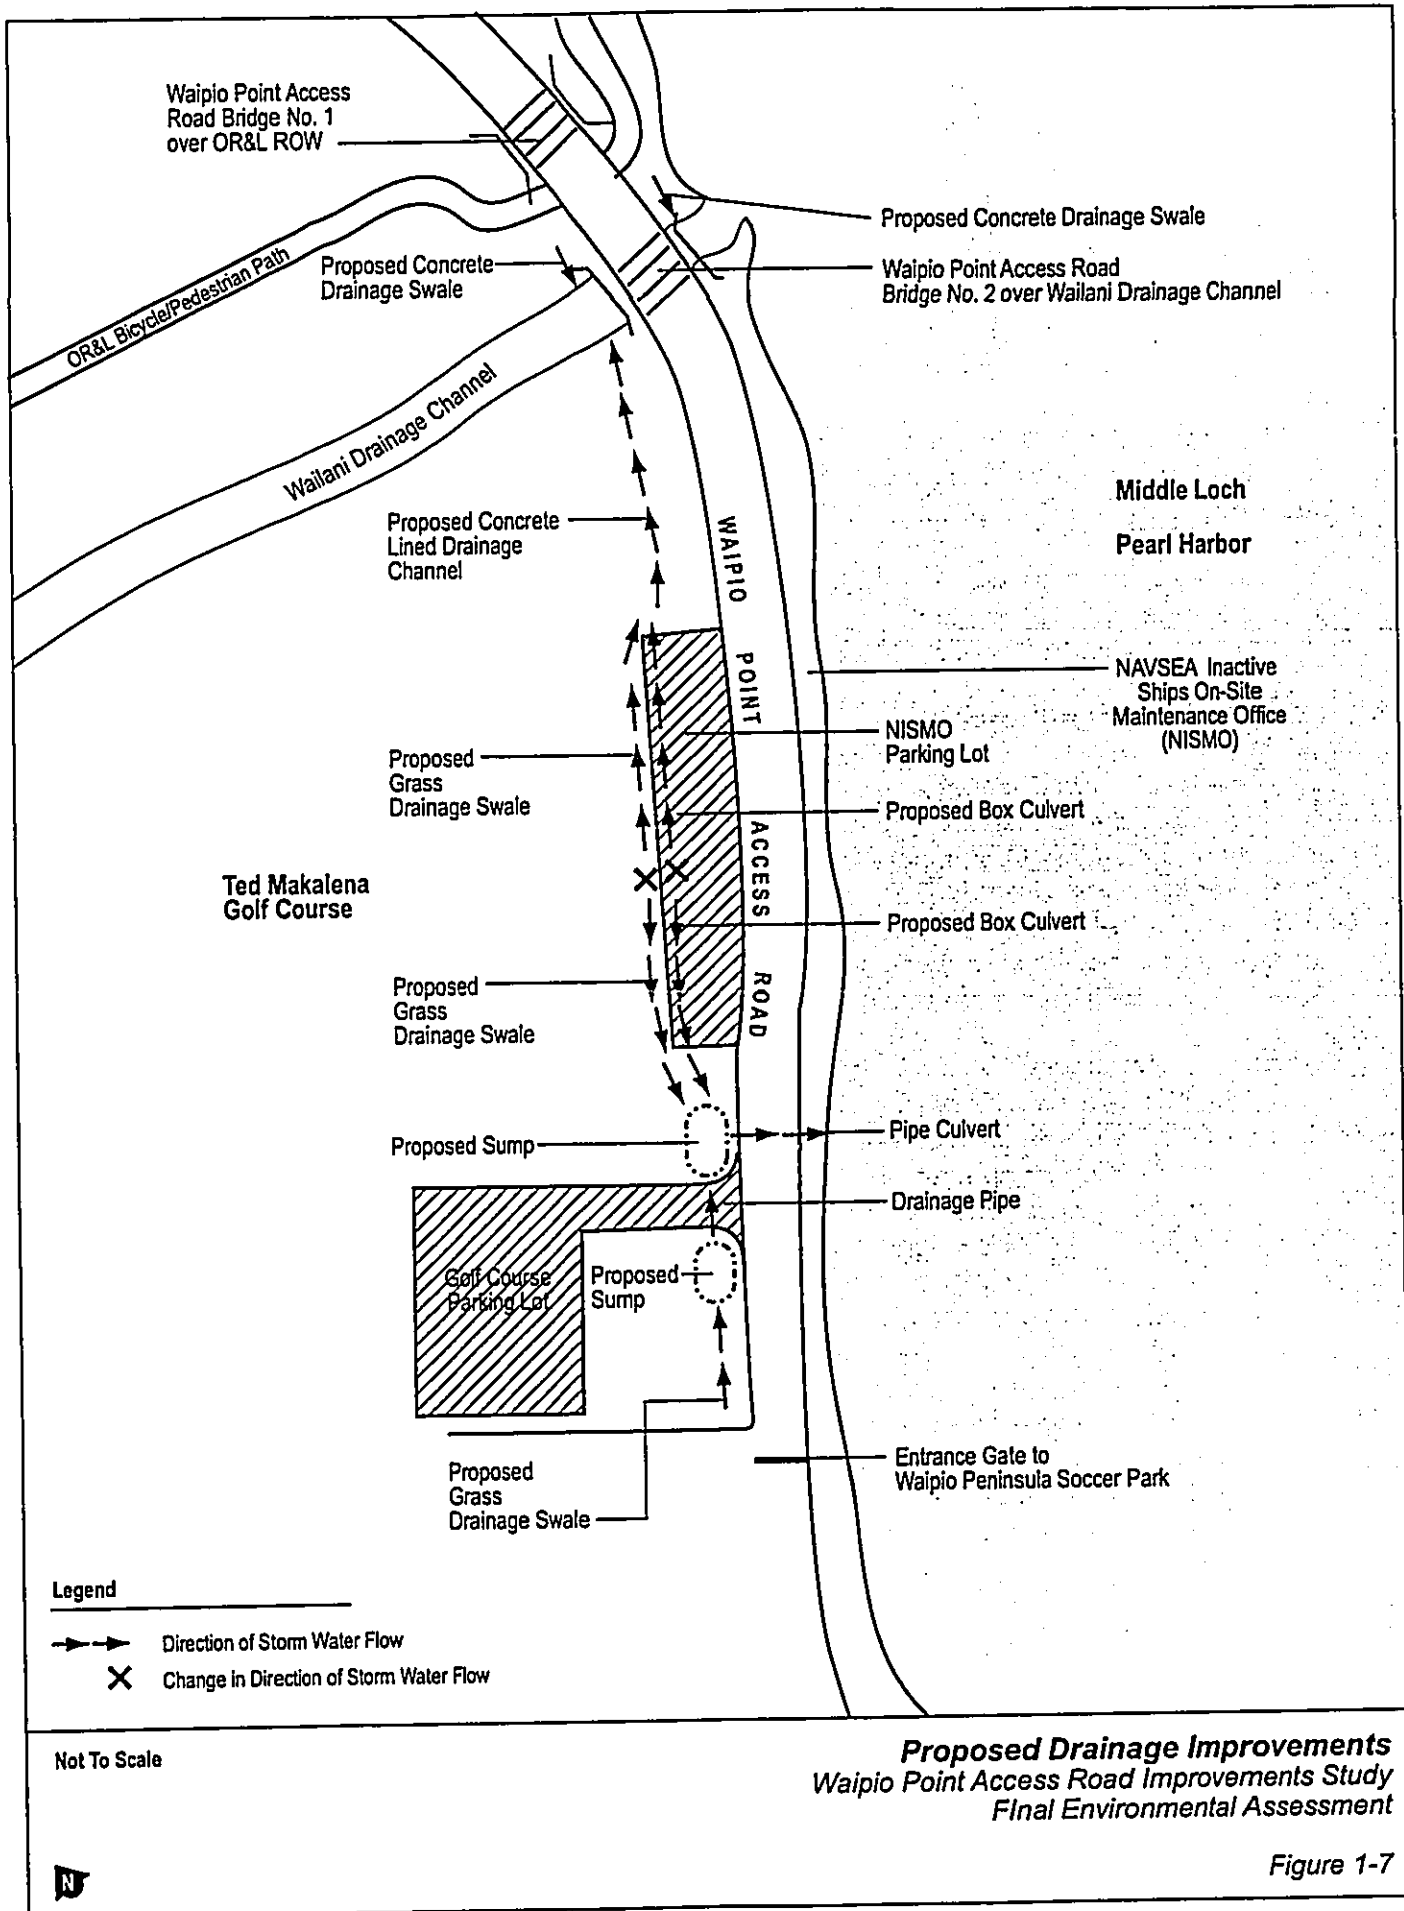 Waipio Point Access
Road Bridge No. 1
over OR&L ROW
Proposed Concrete Drainage Swale
Proposed Concrete
Drainage Swale
Waipio Point Access Road
Bridge No. 2 over Wailani Drainage Channel
OR&L Bicycle/Pedestrian Path
Wailani Drainage Channel
Middle Loch
Pearl Harbor
Proposed Concrete
Lined Drainage
Channel
WAIPIO POINT ACCESS ROAD
NAVSEA Inactive
Ships On-Site
Maintenance Office
(NISMO)
NISMO
Parking Lot
Proposed
Grass
Drainage Swale
Proposed Box Culvert
Ted Makalena
Golf Course
Proposed Box Culvert
Proposed
Grass
Drainage Swale
Pipe Culvert
Proposed Sump
Drainage Pipe
Golf Course
Parking Lot
Proposed
Sump
Entrance Gate to
Waipio Peninsula Soccer Park
Proposed
Grass
Drainage Swale
Legend
Direction of Storm Water Flow
Change in Direction of Storm Water Flow
Not To Scale
Proposed Drainage Improvements
Waipio Point Access Road Improvements Study
Final Environmental Assessment
Figure 1-7
N